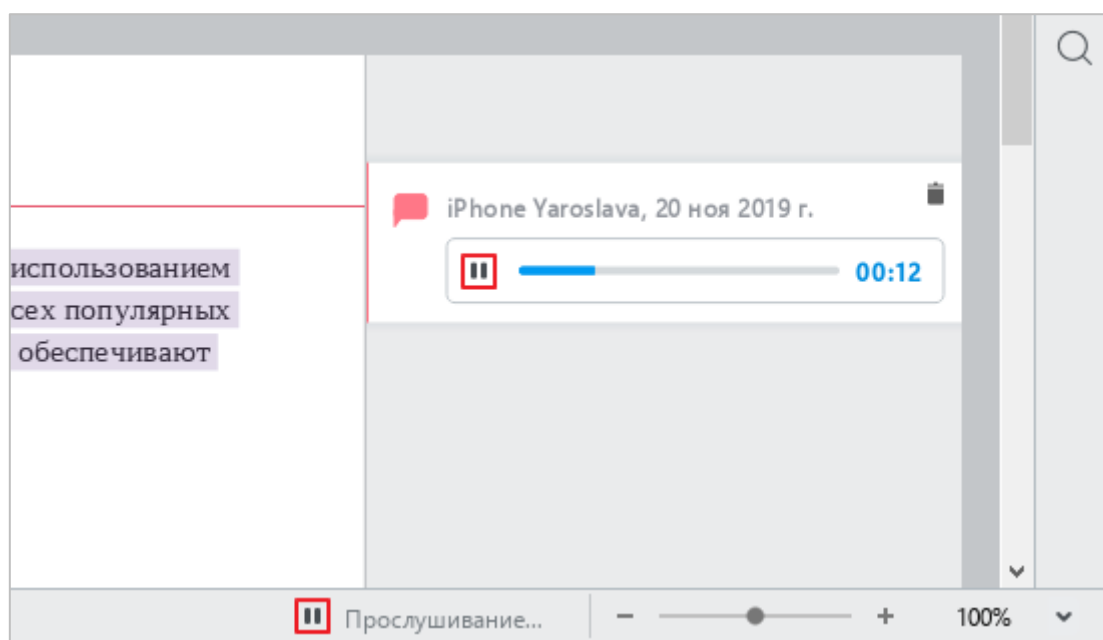 iPhone Yaroslava, 20 ноя 2019 г.
00:12
использованием
сех популярных
обеспечивают
Прослушивание...
100%